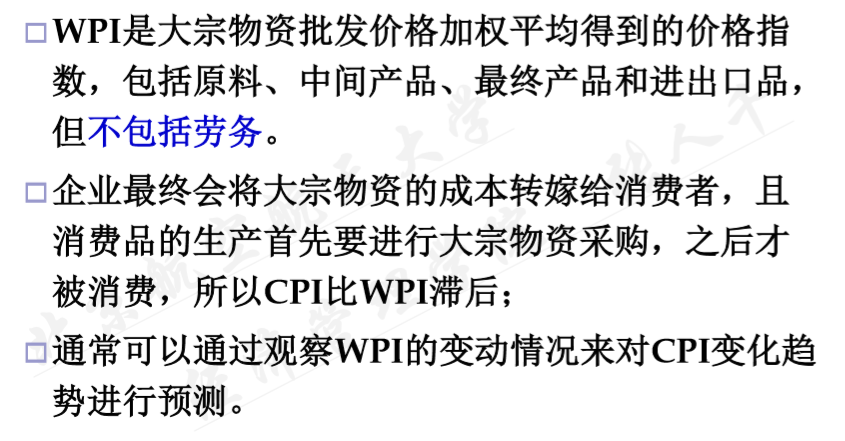 WPI是大宗物资批发价格加权平均得到的价格指
数，包括原料、中间产品、最终产品和进出口品，
但不包括劳务。
企业最终会将大宗物资的成本转嫁给消费者，且
消费品的生产首先要进行大宗物资采购，之后才
被消费，所以CPI比WPI滞后；
通常可以通过观察WPI的变动情况来对CPI变化趋
势进行预测。